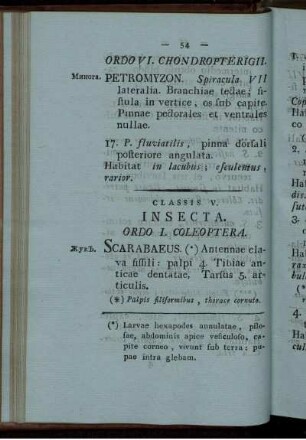 — 54 —
ORDO VI. CHONDROPTERIGII.
Минога. PETROMYZON. Spiracula VII
lateralia. Branchiae tectae; fi-
stula in vertice, os sub capite.
Pinnae pectorales et ventrales
nullae.
17. P. fluviatilis, pinna dorsali
posteriore angulata.
Habitat in lacubus; esculentus,
rarior.
CLASSIS V.
INSECTA.
ORDO I. COLEOPTERA.
Жукъ. SCARABAEUS. (*) Antennae cla-
va fissili: palpi 4. Tibiae an-
ticae dentatae. Tarsus 5. ar-
ticulis.
(*) Palpis filiformibus, thorace cornuto.
(*) Larvae hexapodes annulatae, pilo-
sae, abdominis apice vesiculoso, ca-
pite corneo, vivunt sub terra: pu-
pae intra glebam.